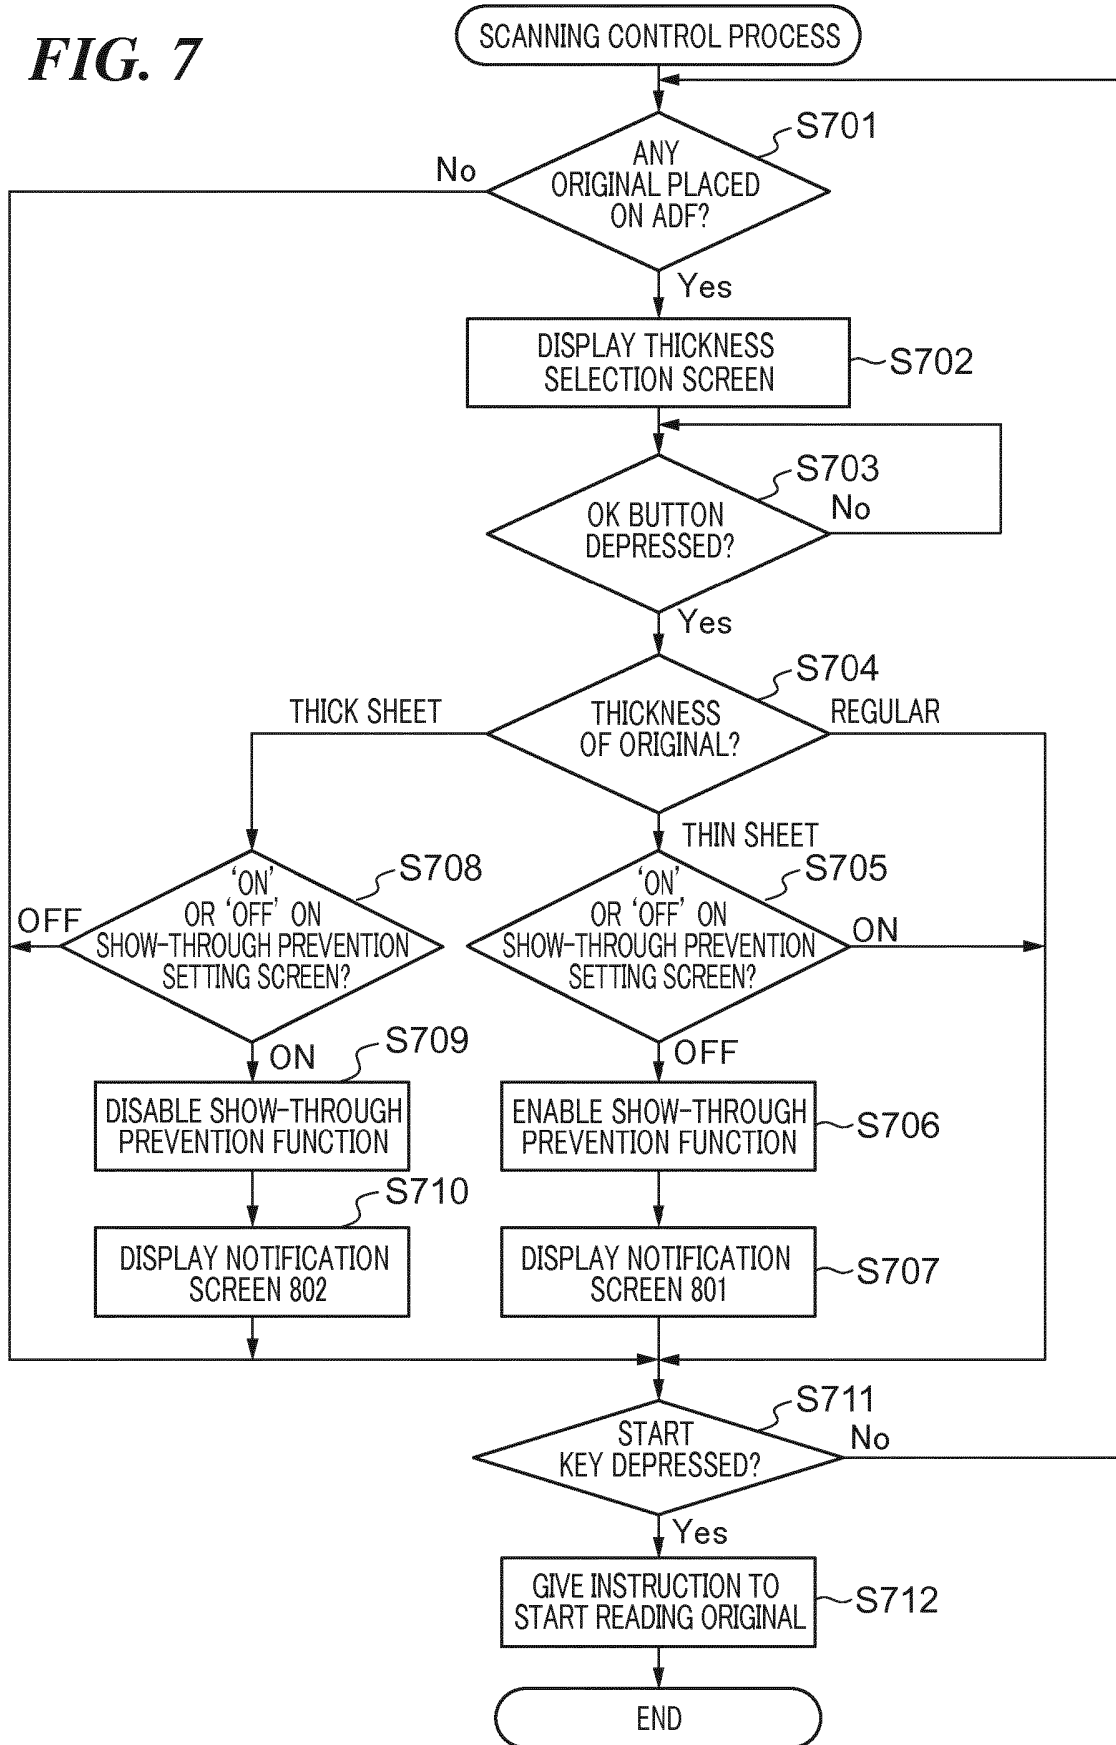 FIG. 7
SCANNING CONTROL PROCESS
S701
ANY
ORIGINAL PLACED
ON ADF?
No
Yes
DISPLAY THICKNESS
SELECTION SCREEN
S702
S703
OK BUTTON
DEPRESSED?
No
Yes
S704
THICKNESS
OF ORIGINAL?
THICK SHEET
REGULAR
THIN SHEET
S708
'ON'
OR 'OFF' ON
SHOW-THROUGH PREVENTION
SETTING SCREEN?
OFF
ON
S705
'ON'
OR 'OFF' ON
SHOW-THROUGH PREVENTION
SETTING SCREEN?
ON
OFF
S709
DISABLE SHOW-THROUGH
PREVENTION FUNCTION
ENABLE SHOW-THROUGH
PREVENTION FUNCTION
S706
S710
DISPLAY NOTIFICATION
SCREEN 802
DISPLAY NOTIFICATION
SCREEN 801
S707
S711
START
KEY DEPRESSED?
No
Yes
GIVE INSTRUCTION TO
START READING ORIGINAL
S712
END